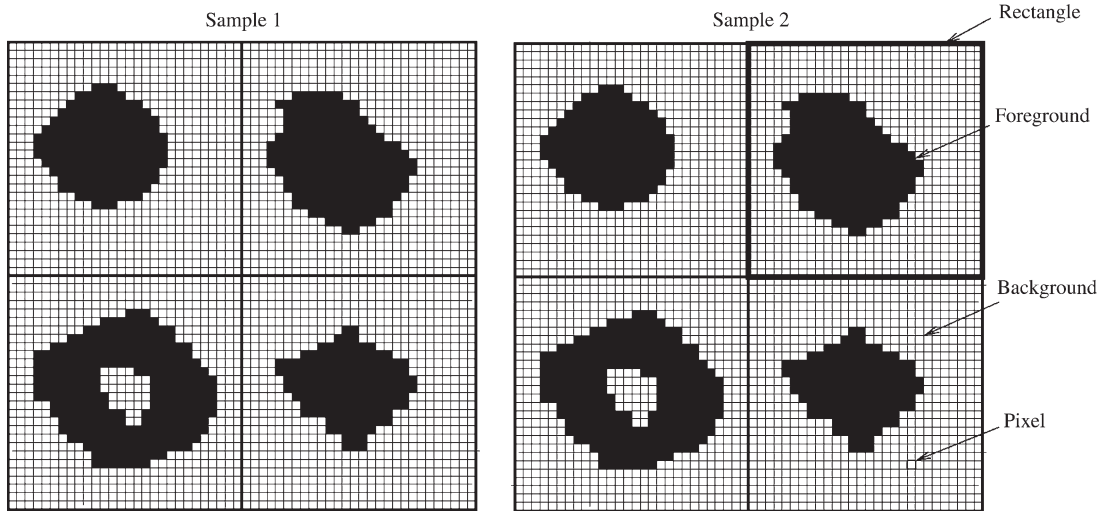 Sample 1
Sample 2
Rectangle
Foreground
Background
Pixel